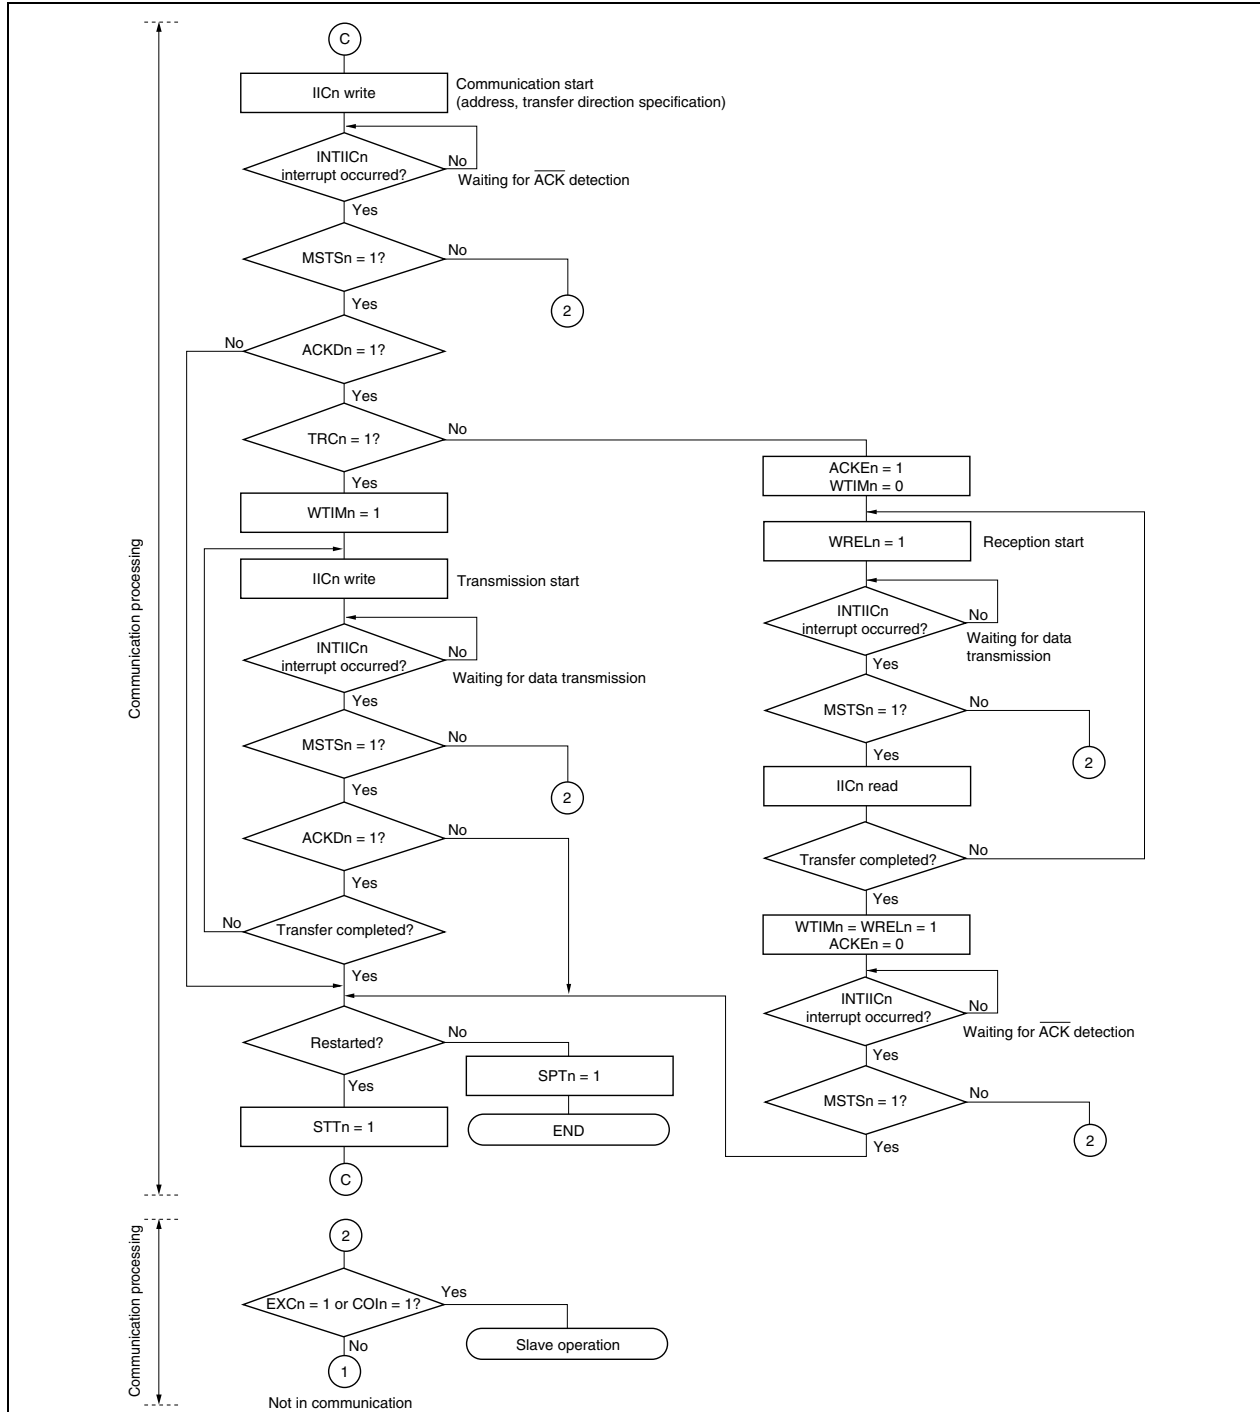 C
IICn write
Communication start
(address, transfer direction specification)
INTIICn
interrupt occurred?
No
Waiting for ACK detection
Yes
MSTSn = 1?
No
2
Yes
ACKDn = 1?
No
Yes
TRCn = 1?
No
Yes
WTIMn = 1
IICn write
Transmission start
INTIICn
interrupt occurred?
No
Waiting for data transmission
Yes
MSTSn = 1?
No
2
Yes
ACKDn = 1?
No
Yes
Transfer completed?
No
Yes
Restarted?
No
SPTn = 1
END
Yes
STTn = 1
C
ACKEn = 1
WTIMn = 0
WRELn = 1
Reception start
INTIICn
interrupt occurred?
No
Waiting for data
transmission
Yes
MSTSn = 1?
No
2
Yes
IICn read
Transfer completed?
No
Yes
WTIMn = WRELn = 1
ACKEn = 0
INTIICn
interrupt occurred?
No
Waiting for ACK detection
Yes
MSTSn = 1?
No
2
Yes
Communication processing
2
EXCn = 1 or COIn = 1?
Yes
Slave operation
No
1
Not in communication
Communication processing